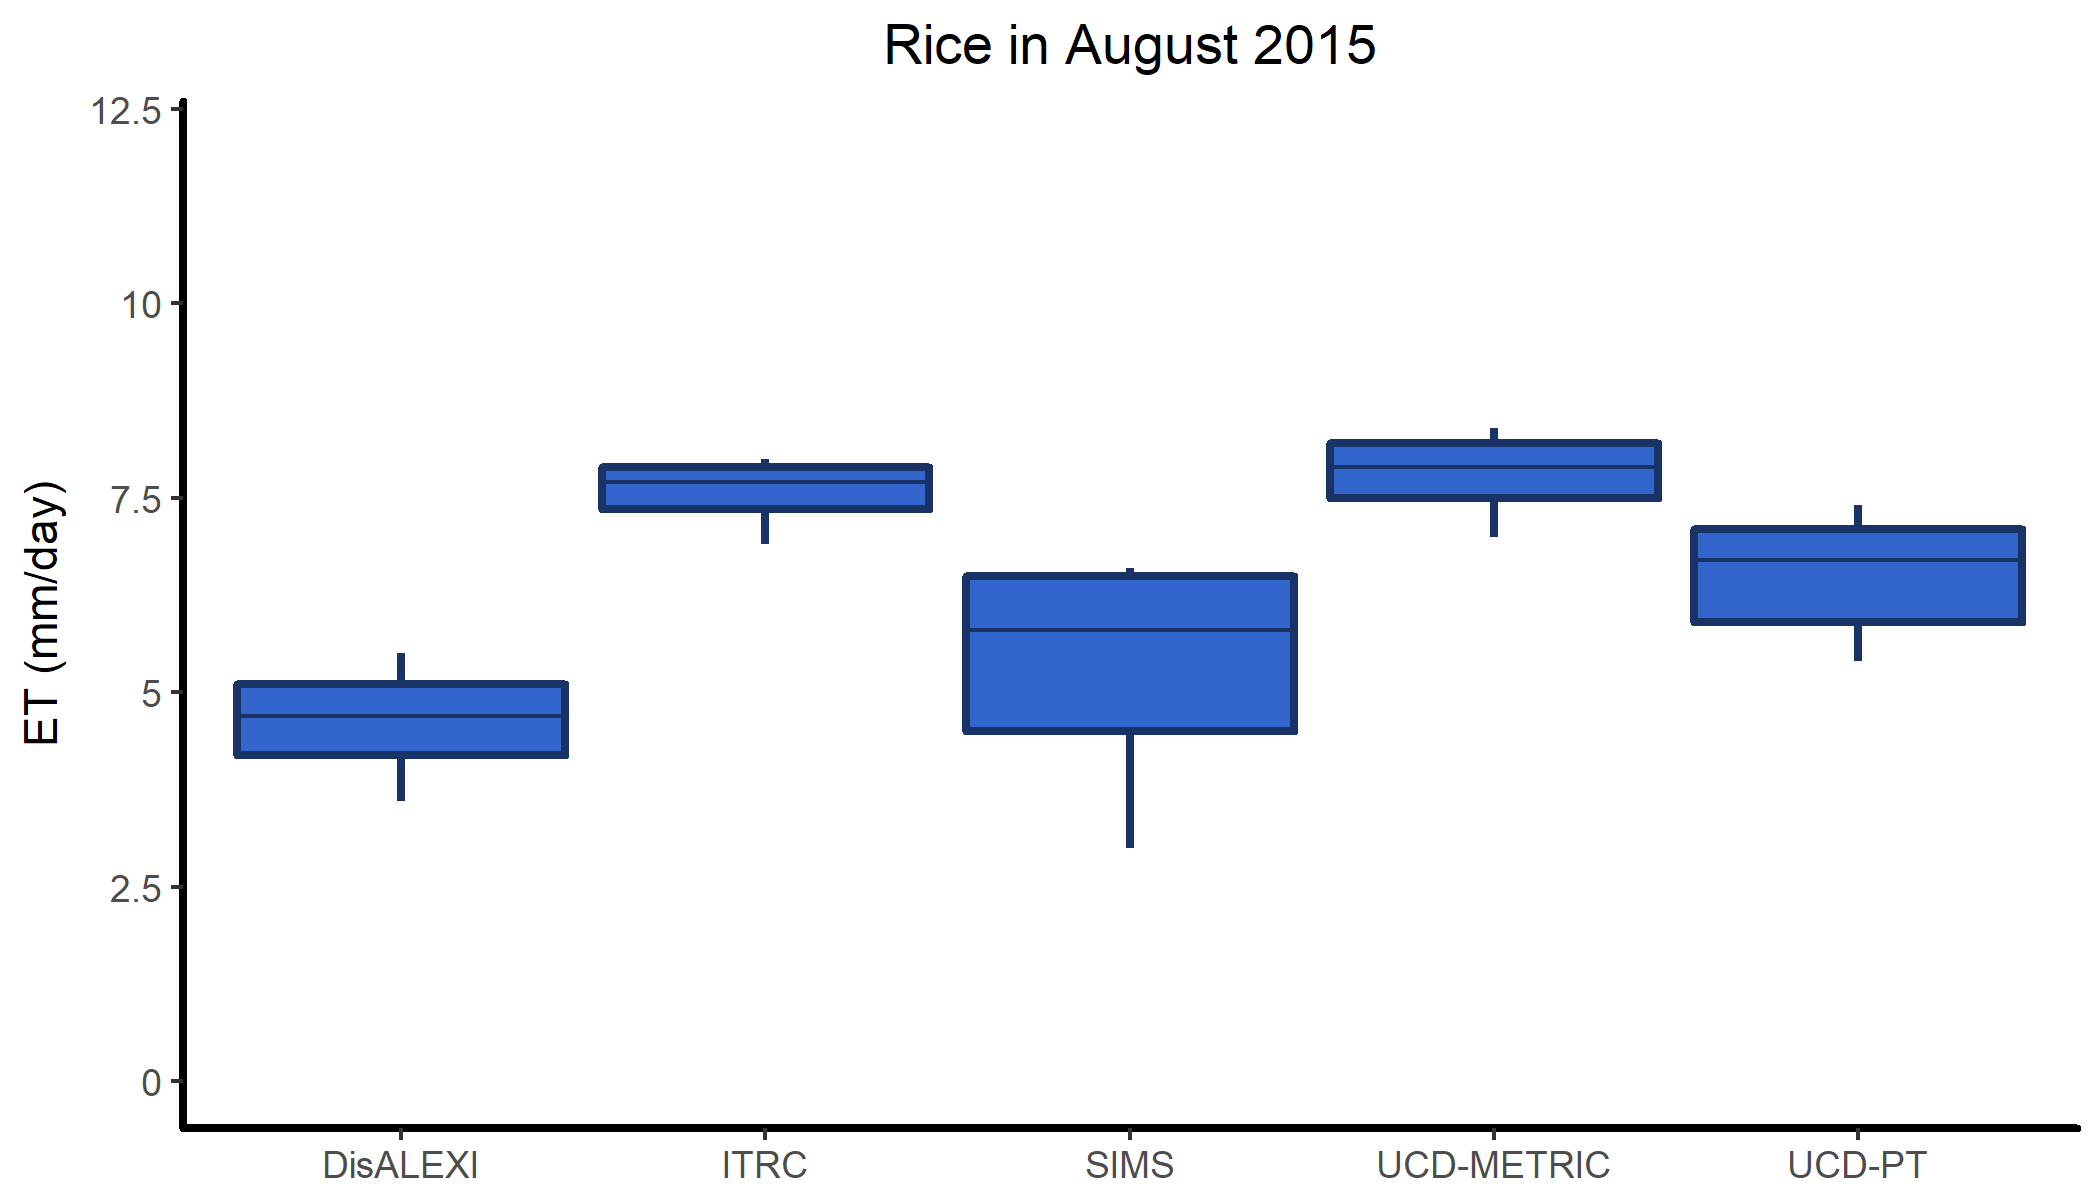 Rice in August 2015
ET (mm/day)
12.5
10
7.5
5
2.5
0
DisALEXI
ITRC
SIMS
UCD-METRIC
UCD-PT